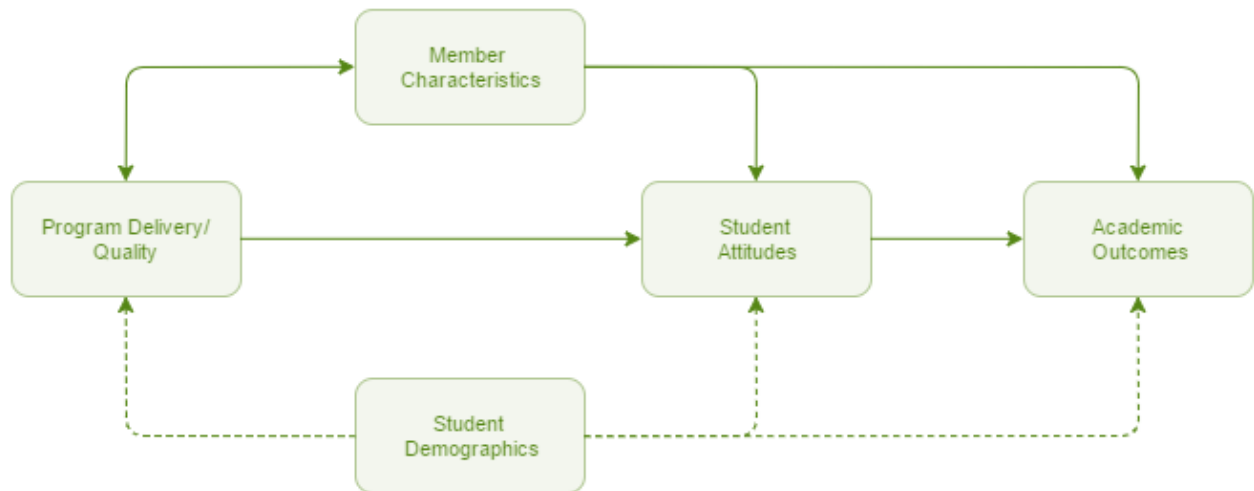 Member
Characteristics
Program Delivery/
Quality
Student
Attitudes
Academic
Outcomes
Student
Demographics